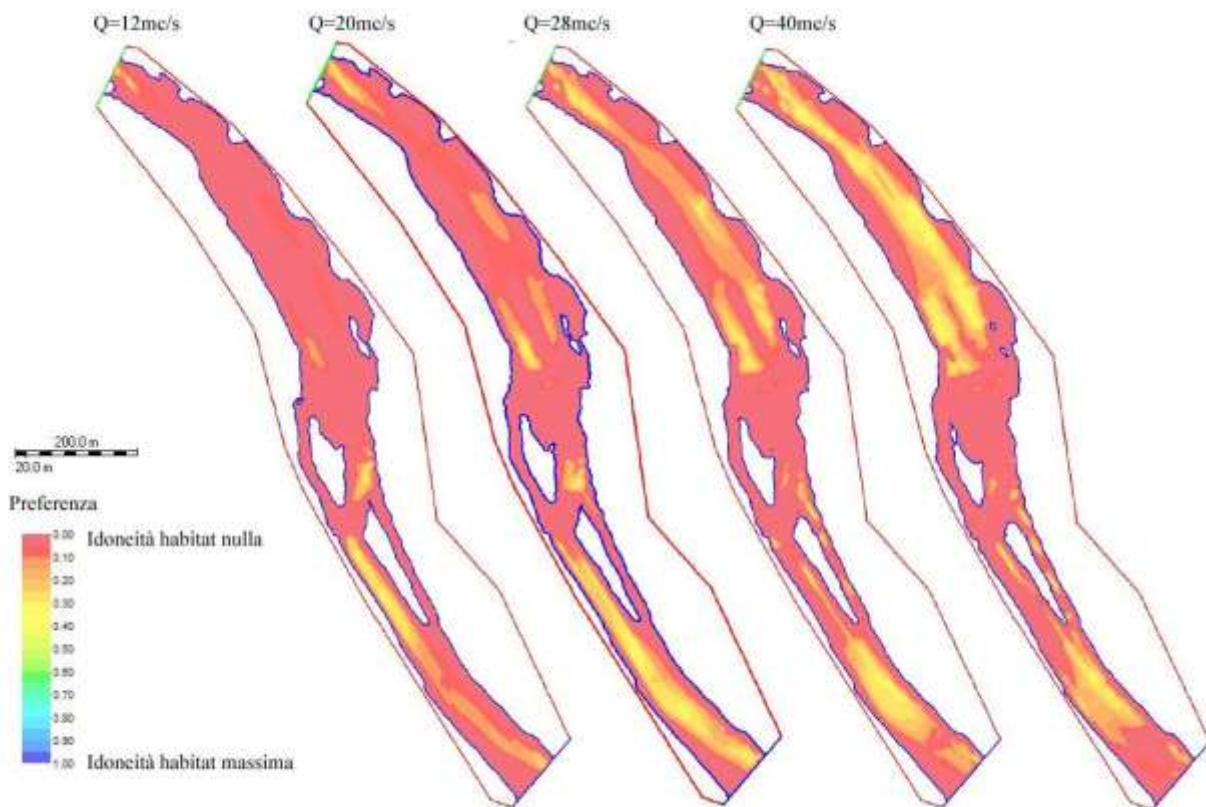 Q=12mc/s
Q=20mc/s
Q=28mc/s
Q=40mc/s
200.0 m
20.0 m
Preferenza
0.00 Idoneità habitat nulla
0.10
0.20
0.30
0.40
0.50
0.60
0.70
0.80
0.90
1.00 Idoneità habitat massima